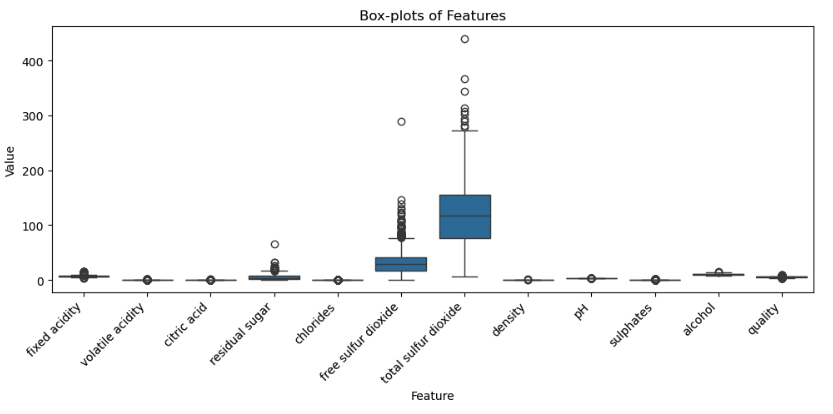 Box-plots of Features
Value
400
300
200
100
0
fixed acidity
volatile acidity
citric acid
residual sugar
chlorides
free sulfur dioxide
total sulfur dioxide
density
pH
sulphates
alcohol
quality
Feature